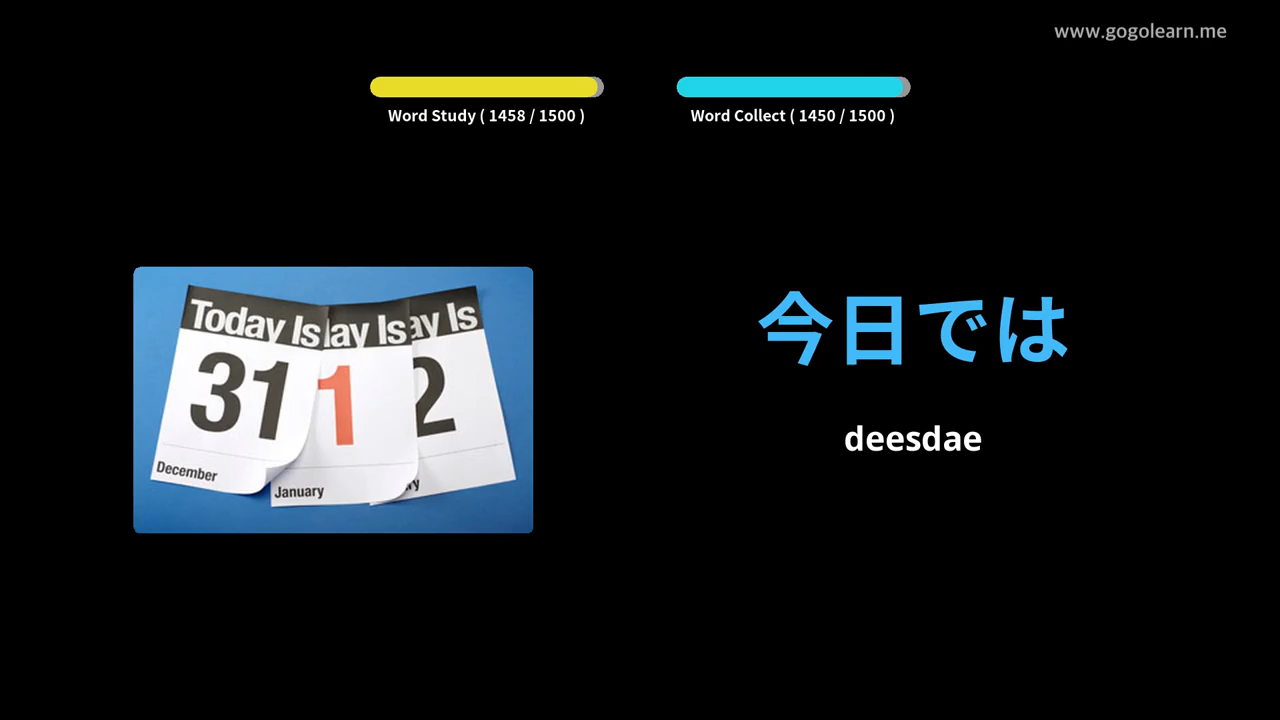 www.gogolearn.me
Word Study ( 1458 / 1500 )
Word Collect ( 1450 / 1500 )
Today Is
31
December
ay Is
1
January
ay Is
2
ry
今日では
deesdae